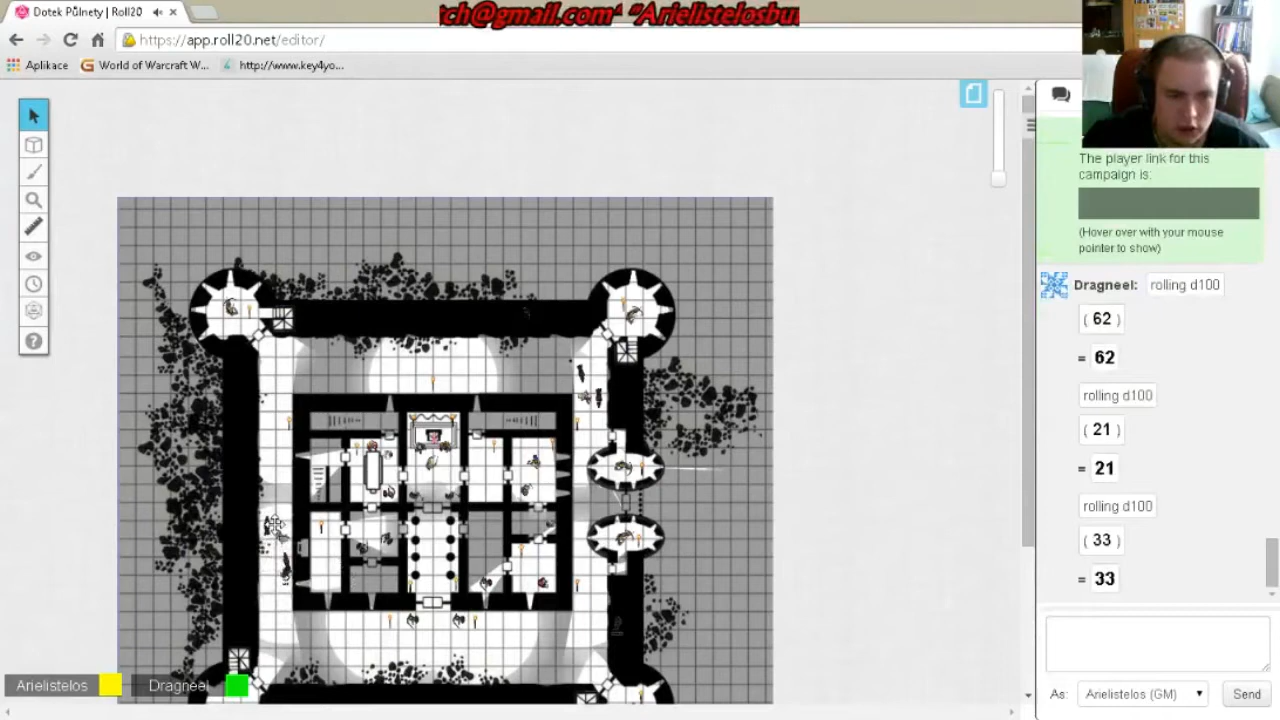 Dotek Půlnety | Roll20
ch@gmail.com" "Arielistelosbu
https://app.roll20.net/editor/
Aplikace
World of Warcraft W...
http://www.key4yo...
The player link for this
campaign is:
(Hover over with your mouse
pointer to show)
Dragneel: rolling d100
( 62 )
= 62
rolling d100
( 21 )
= 21
rolling d100
( 33 )
= 33
As: Arielistelos (GM) Send
Arielistelos
Dragneel